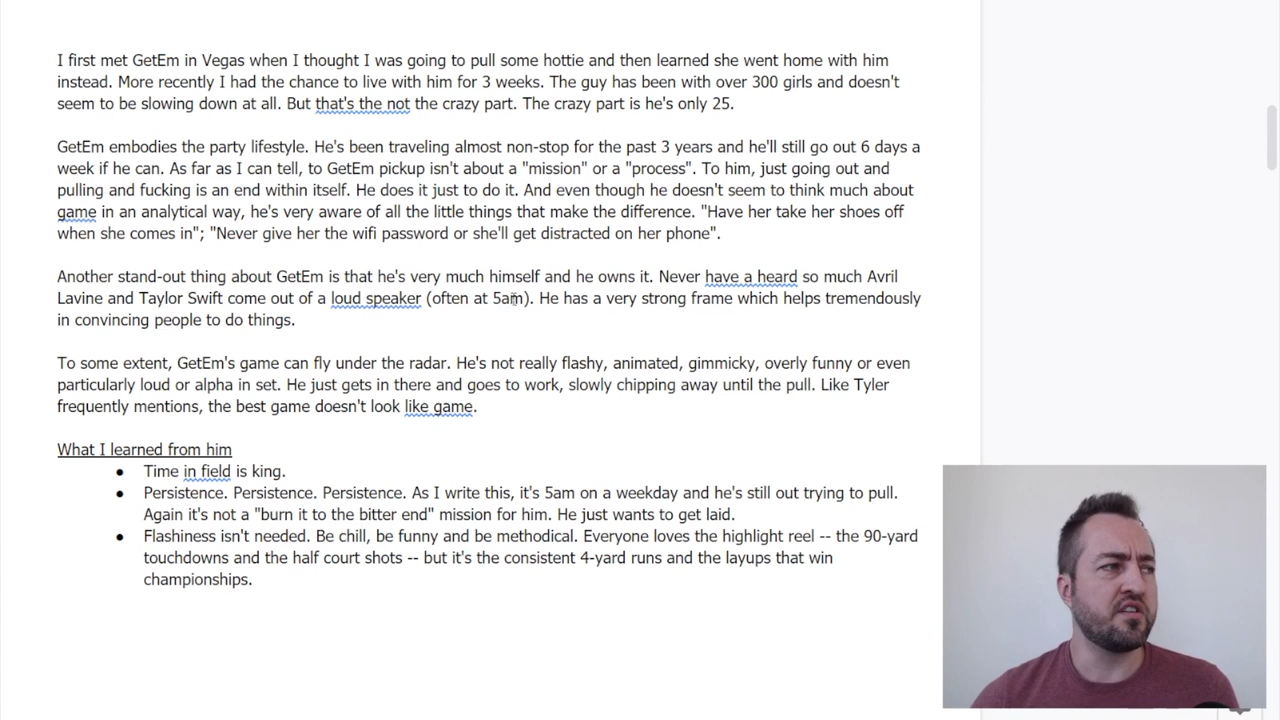 I first met GetEm in Vegas when I thought I was going to pull some hottie and then learned she went home with him
instead. More recently I had the chance to live with him for 3 weeks. The guy has been with over 300 girls and doesn't
seem to be slowing down at all. But that's the not the crazy part. The crazy part is he's only 25.
GetEm embodies the party lifestyle. He's been traveling almost non-stop for the past 3 years and he'll still go out 6 days a
week if he can. As far as I can tell, to GetEm pickup isn't about a "mission" or a "process". To him, just going out and
pulling and fucking is an end within itself. He does it just to do it. And even though he doesn't seem to think much about
game in an analytical way, he's very aware of all the little things that make the difference. "Have her take her shoes off
when she comes in"; "Never give her the wifi password or she'll get distracted on her phone".
Another stand-out thing about GetEm is that he's very much himself and he owns it. Never have a heard so much Avril
Lavine and Taylor Swift come out of a loud speaker (often at 5am). He has a very strong frame which helps tremendously
in convincing people to do things.
To some extent, GetEm's game can fly under the radar. He's not really flashy, animated, gimmicky, overly funny or even
particularly loud or alpha in set. He just gets in there and goes to work, slowly chipping away until the pull. Like Tyler
frequently mentions, the best game doesn't look like game.
What I learned from him
● Time in field is king.
● Persistence. Persistence. Persistence. As I write this, it's 5am on a weekday and he's still out trying to pull.
Again it's not a "burn it to the bitter end" mission for him. He just wants to get laid.
● Flashiness isn't needed. Be chill, be funny and be methodical. Everyone loves the highlight reel -- the 90-yard
touchdowns and the half court shots -- but it's the consistent 4-yard runs and the layups that win
championships.